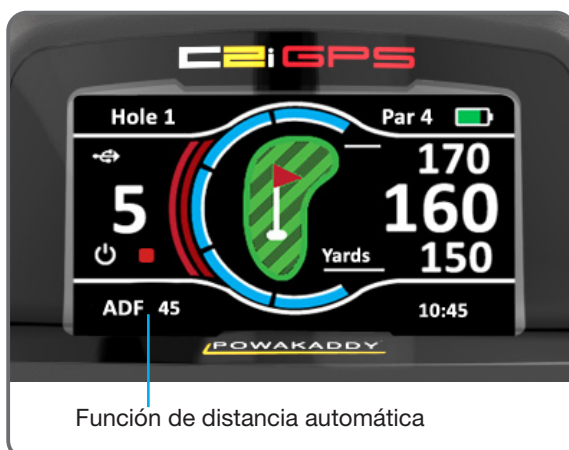 C2i GPS
Hole 1
Par 4
170
5
160
Yards
150
ADF 45
10:45
POWAKADDY
Función de distancia automática